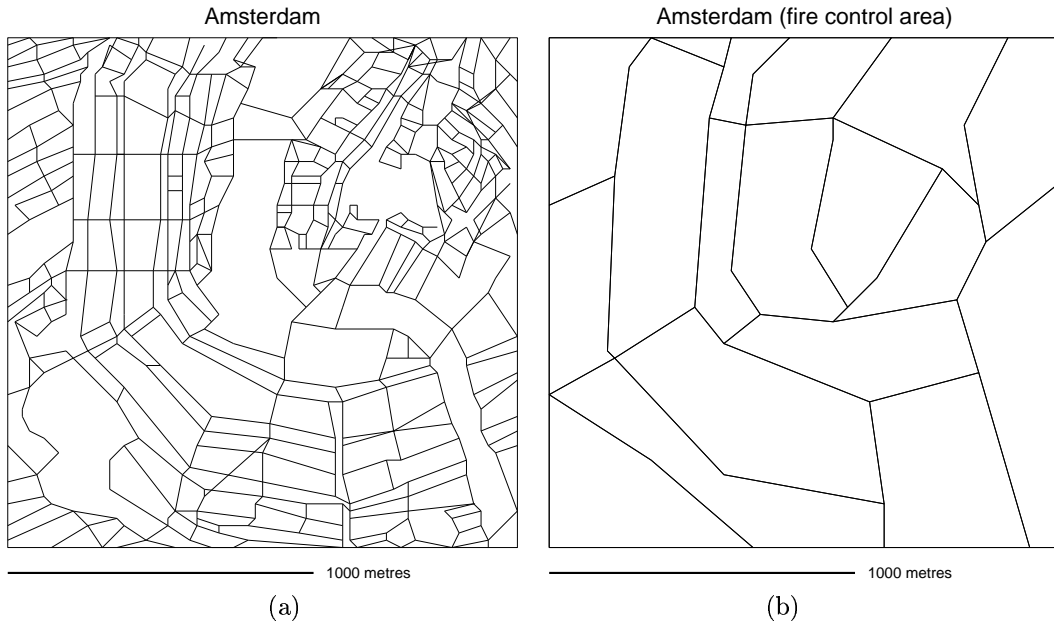 Amsterdam
Amsterdam (fire control area)
1000 metres
1000 metres
(a)
(b)